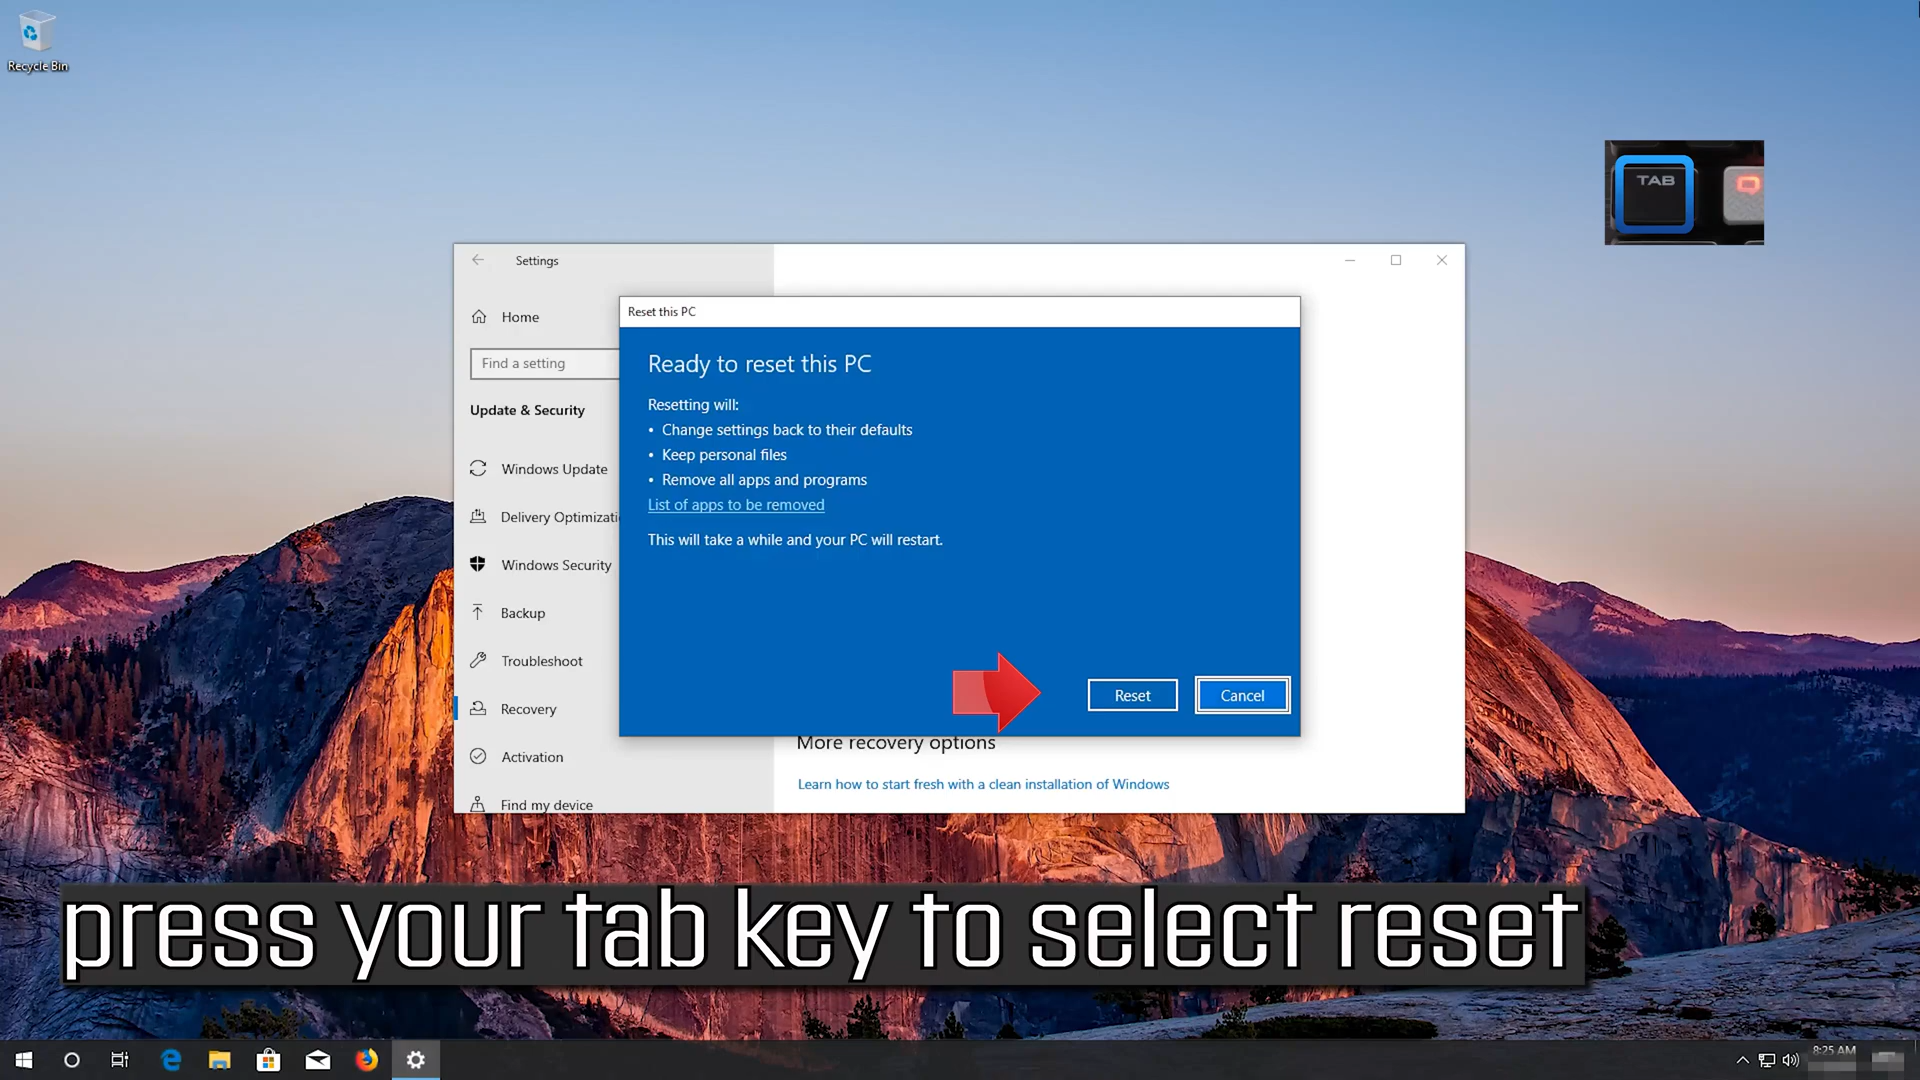 Recycle Bin
TAB
Settings
Home
Find a setting
Update & Security
Windows Update
Delivery Optimizati
Windows Security
Backup
Troubleshoot
Recovery
Activation
Find my device
Reset this PC
Ready to reset this PC
Resetting will:
• Change settings back to their defaults
• Keep personal files
• Remove all apps and programs
List of apps to be removed
This will take a while and your PC will restart.
Reset
Cancel
More recovery options
Learn how to start fresh with a clean installation of Windows
press your tab key to select reset
8:25 AM